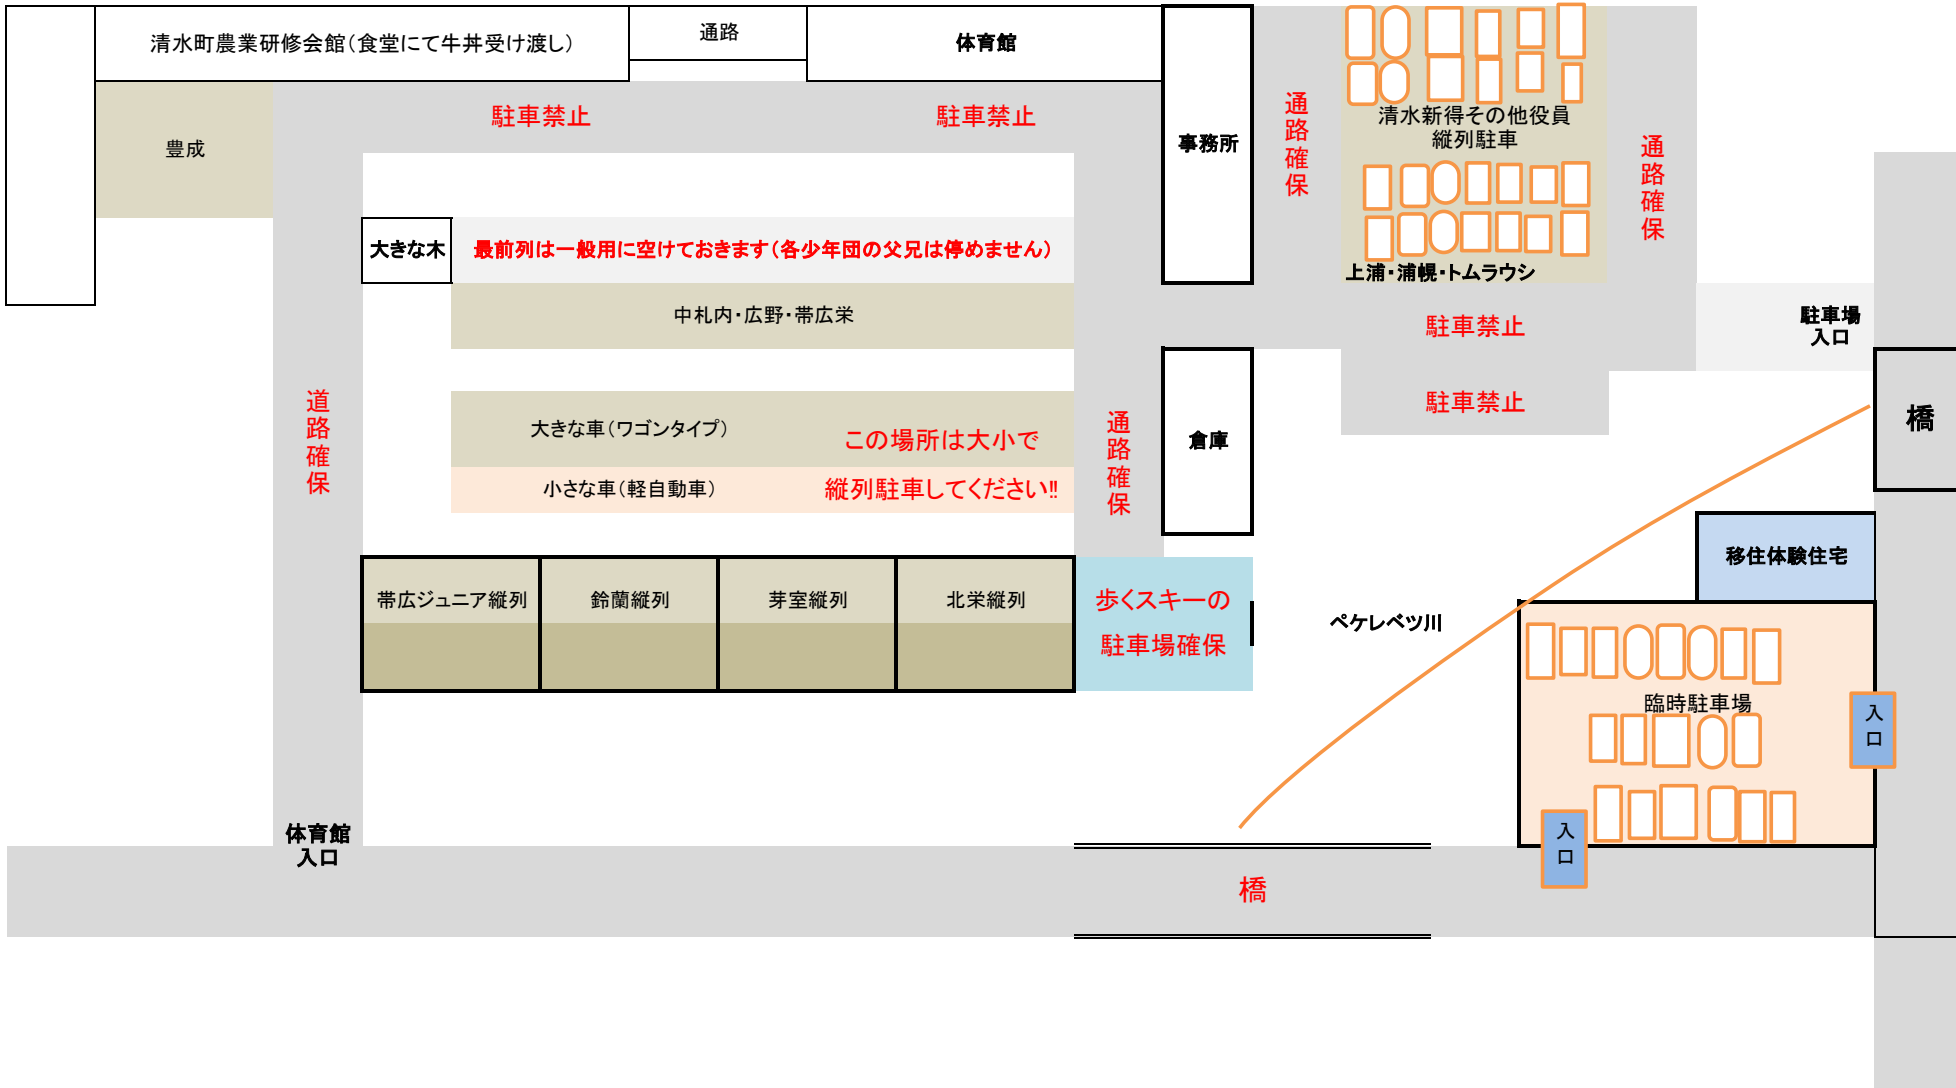 清水町農業研修会館（食堂にて牛丼受け渡し）
通路
体育館
駐車禁止
駐車禁止
豊成
事務所
通路確保
清水新得その他役員
縦列駐車
通路確保
大きな木
最前列は一般用に空けておきます（各少年団の父兄は停めません）
上浦・浦幌・トムラウシ
中札内・広野・帯広栄
駐車禁止
駐車場
入口
駐車禁止
道路確保
大きな車（ワゴンタイプ）
この場所は大小で
通路確保
倉庫
橋
小さな車（軽自動車）
縦列駐車してください!!
移住体験住宅
帯広ジュニア縦列
鈴蘭縦列
芽室縦列
北栄縦列
歩くスキーの
駐車場確保
ペケレベツ川
臨時駐車場
入口
入口
体育館
入口
橋